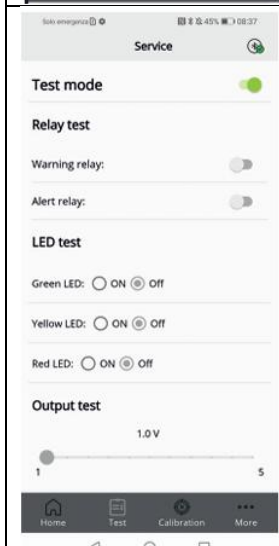 Solo emergenza 45% 08:37
Service
Test mode
Relay test
Warning relay:
Alert relay:
LED test
Green LED: ON Off
Yellow LED: ON Off
Red LED: ON Off
Output test
1.0 V
1 5
Home Test Calibration More